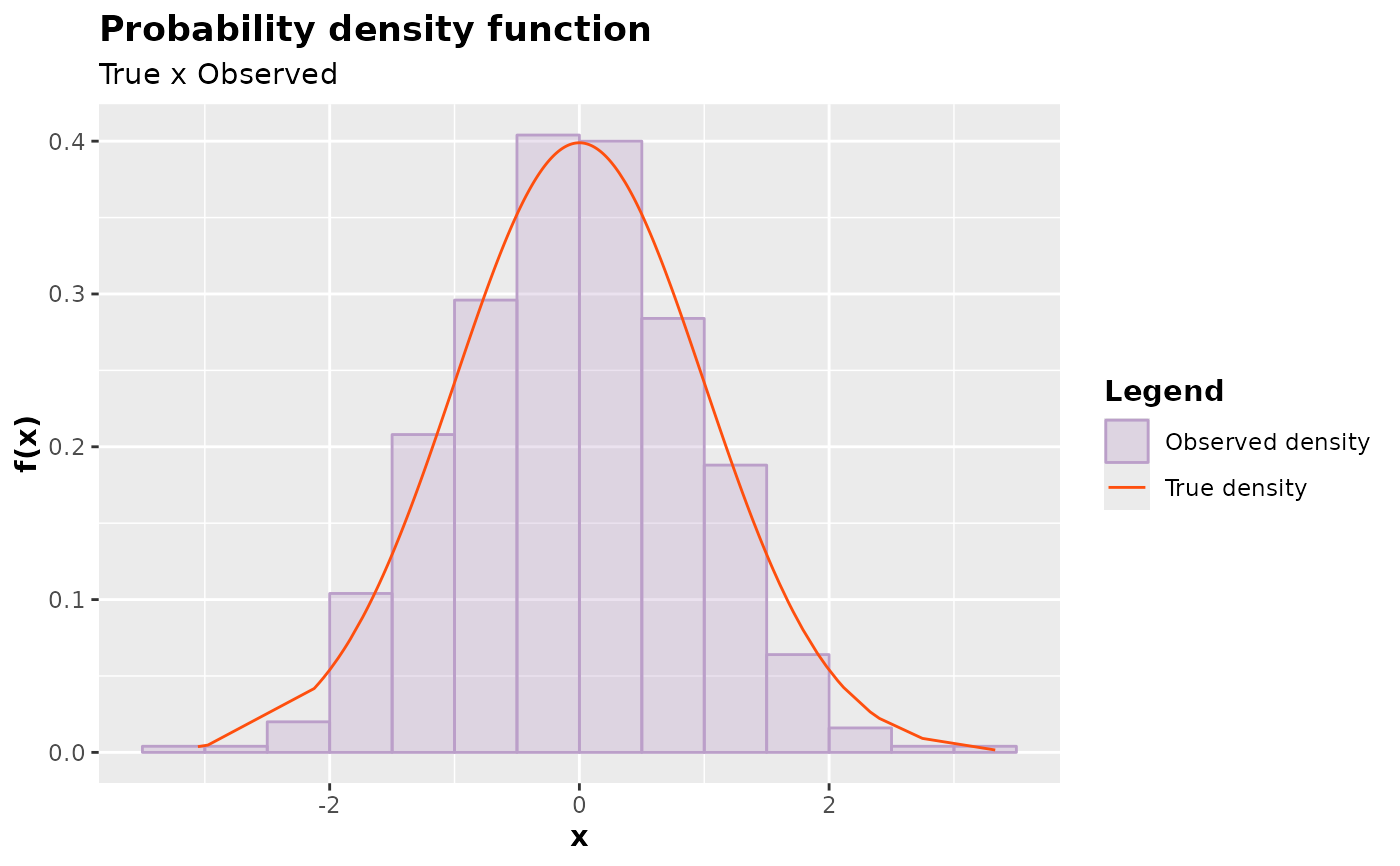 Probability density function
True x Observed
0.4
0.3
0.2
0.1
0.0
f(x)
-2
0
2
x
Legend
Observed density
True density